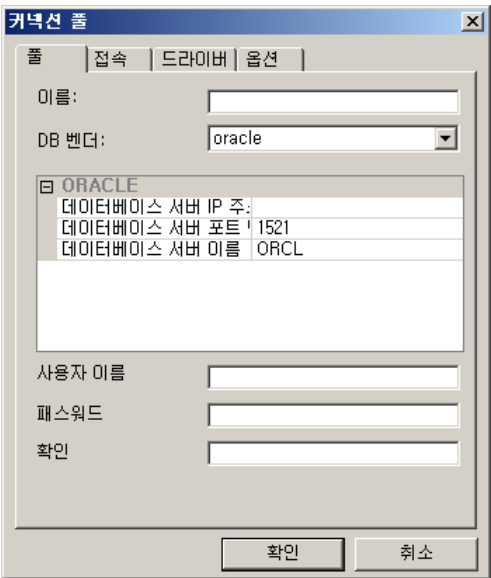 커넥션 풀
풀 접속 드라이버 옵션
이름:
DB 벤더: oracle
ORACLE
데이터베이스 서버 IP
데이터베이스 서버 포트 1521
데이터베이스 서버 이름 ORCL
사용자 이름
패스워드
확인
확인 취소